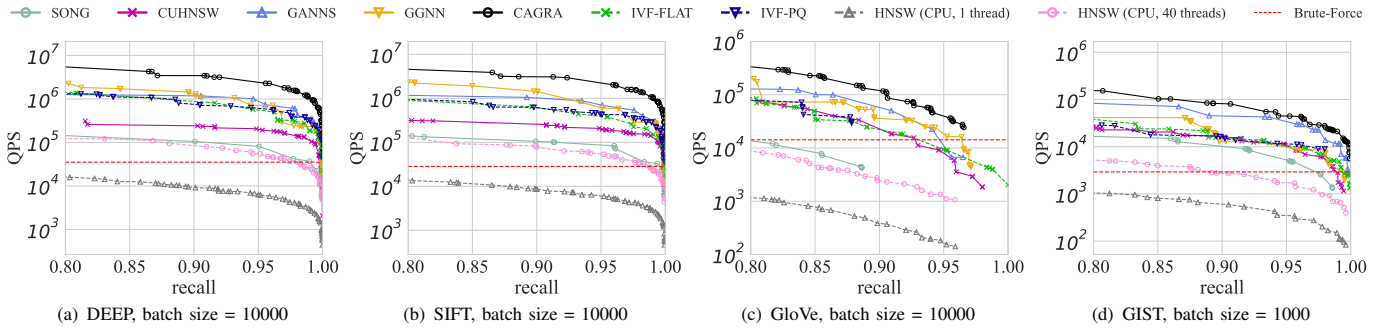 SONG CUHNSW GANNS GGNN CAGRA IVF-FLAT IVF-PQ HNSW (CPU, 1 thread) HNSW (CPU, 40 threads) Brute-Force
10^7 10^7 10^6 10^6
10^6 10^6 10^5 10^5
10^5 10^5 10^4 10^4
10^4 10^4 10^3 10^3
10^3 10^3 10^2 10^2
QPS QPS QPS QPS
0.80 0.85 0.90 0.95 1.00 0.80 0.85 0.90 0.95 1.00 0.80 0.85 0.90 0.95 1.00 0.80 0.85 0.90 0.95 1.00
recall recall recall recall
(a) DEEP, batch size = 10000 (b) SIFT, batch size = 10000 (c) GloVe, batch size = 10000 (d) GIST, batch size = 1000